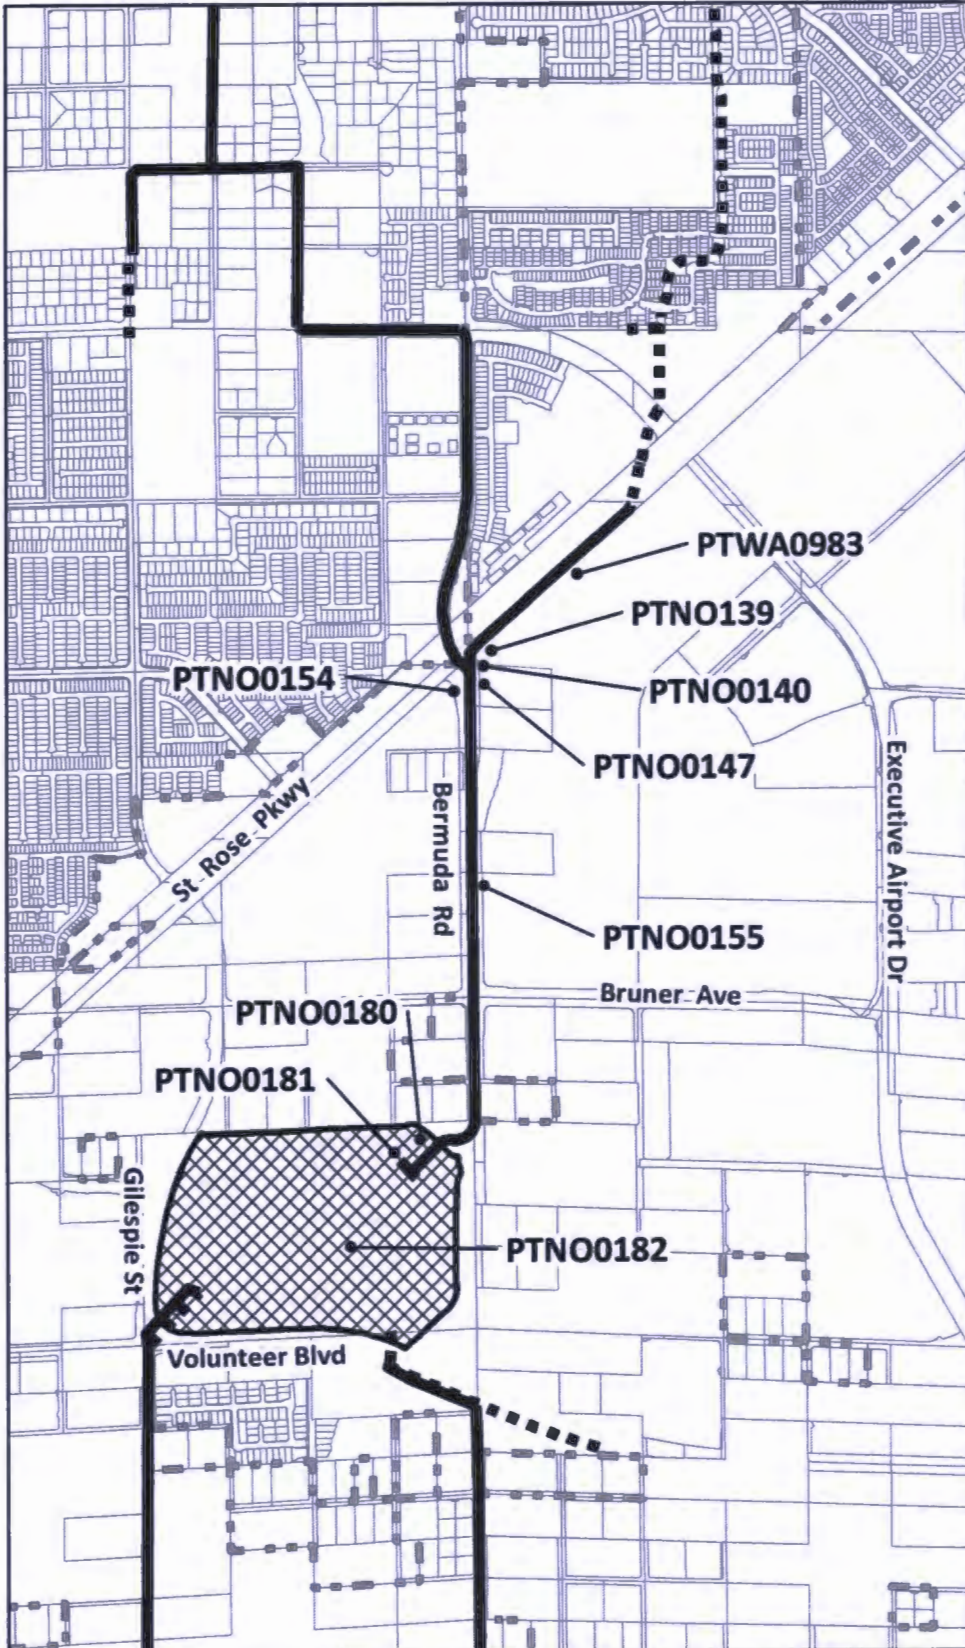 PTWA0983
PTNO139
PTNO0154
PTNO0140
PTNO0147
St Rose Pkwy
Bermuda Rd
Executive Airport Dr
PTNO0155
Bruner Ave
PTNO0180
PTNO0181
Gilespie St
PTNO0182
Volunteer Blvd